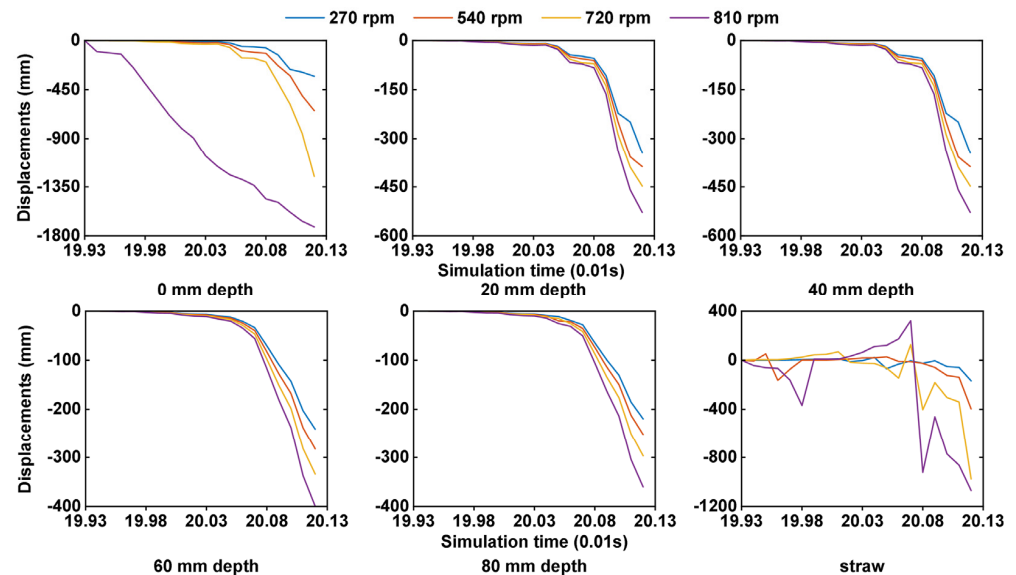 270 rpm 540 rpm 720 rpm 810 rpm
Displacements (mm)
0
-450
-900
-1350
-1800
19.93 19.98 20.03 20.08 20.13
0 mm depth
0
-150
-300
-450
-600
19.93 19.98 20.03 20.08 20.13
Simulation time (0.01s)
20 mm depth
0
-150
-300
-450
-600
19.93 19.98 20.03 20.08 20.13
40 mm depth
Displacements (mm)
0
-100
-200
-300
-400
19.93 19.98 20.03 20.08 20.13
60 mm depth
0
-100
-200
-300
-400
19.93 19.98 20.03 20.08 20.13
Simulation time (0.01s)
80 mm depth
400
0
-400
-800
-1200
19.93 19.98 20.03 20.08 20.13
straw